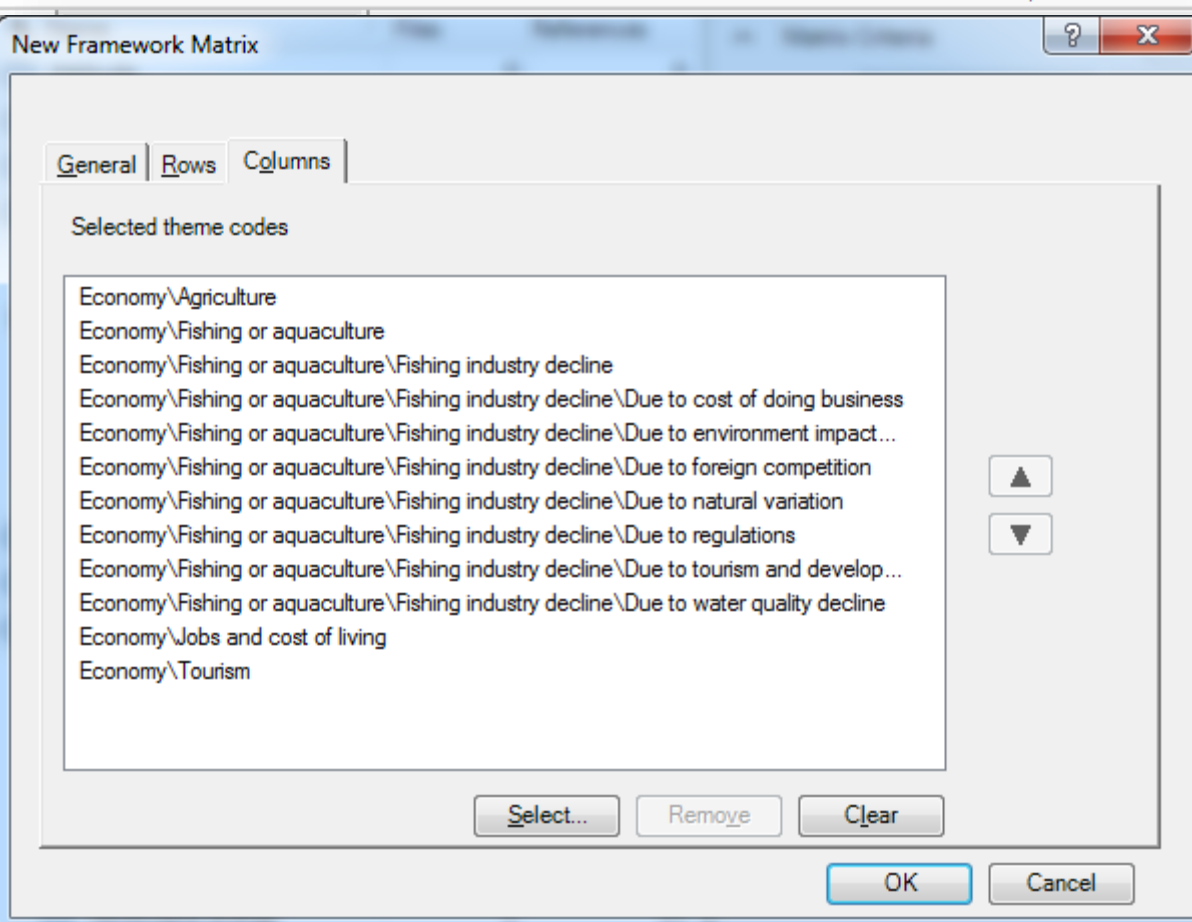 New Framework Matrix
?
X
General Rows Columns
Selected theme codes
Economy\Agriculture
Economy\Fishing or aquaculture
Economy\Fishing or aquaculture\Fishing industry decline
Economy\Fishing or aquaculture\Fishing industry decline\Due to cost of doing business
Economy\Fishing or aquaculture\Fishing industry decline\Due to environment impact...
Economy\Fishing or aquaculture\Fishing industry decline\Due to foreign competition
Economy\Fishing or aquaculture\Fishing industry decline\Due to natural variation
Economy\Fishing or aquaculture\Fishing industry decline\Due to regulations
Economy\Fishing or aquaculture\Fishing industry decline\Due to tourism and develop...
Economy\Fishing or aquaculture\Fishing industry decline\Due to water quality decline
Economy\Jobs and cost of living
Economy\Tourism
Select... Remove Clear
OK Cancel